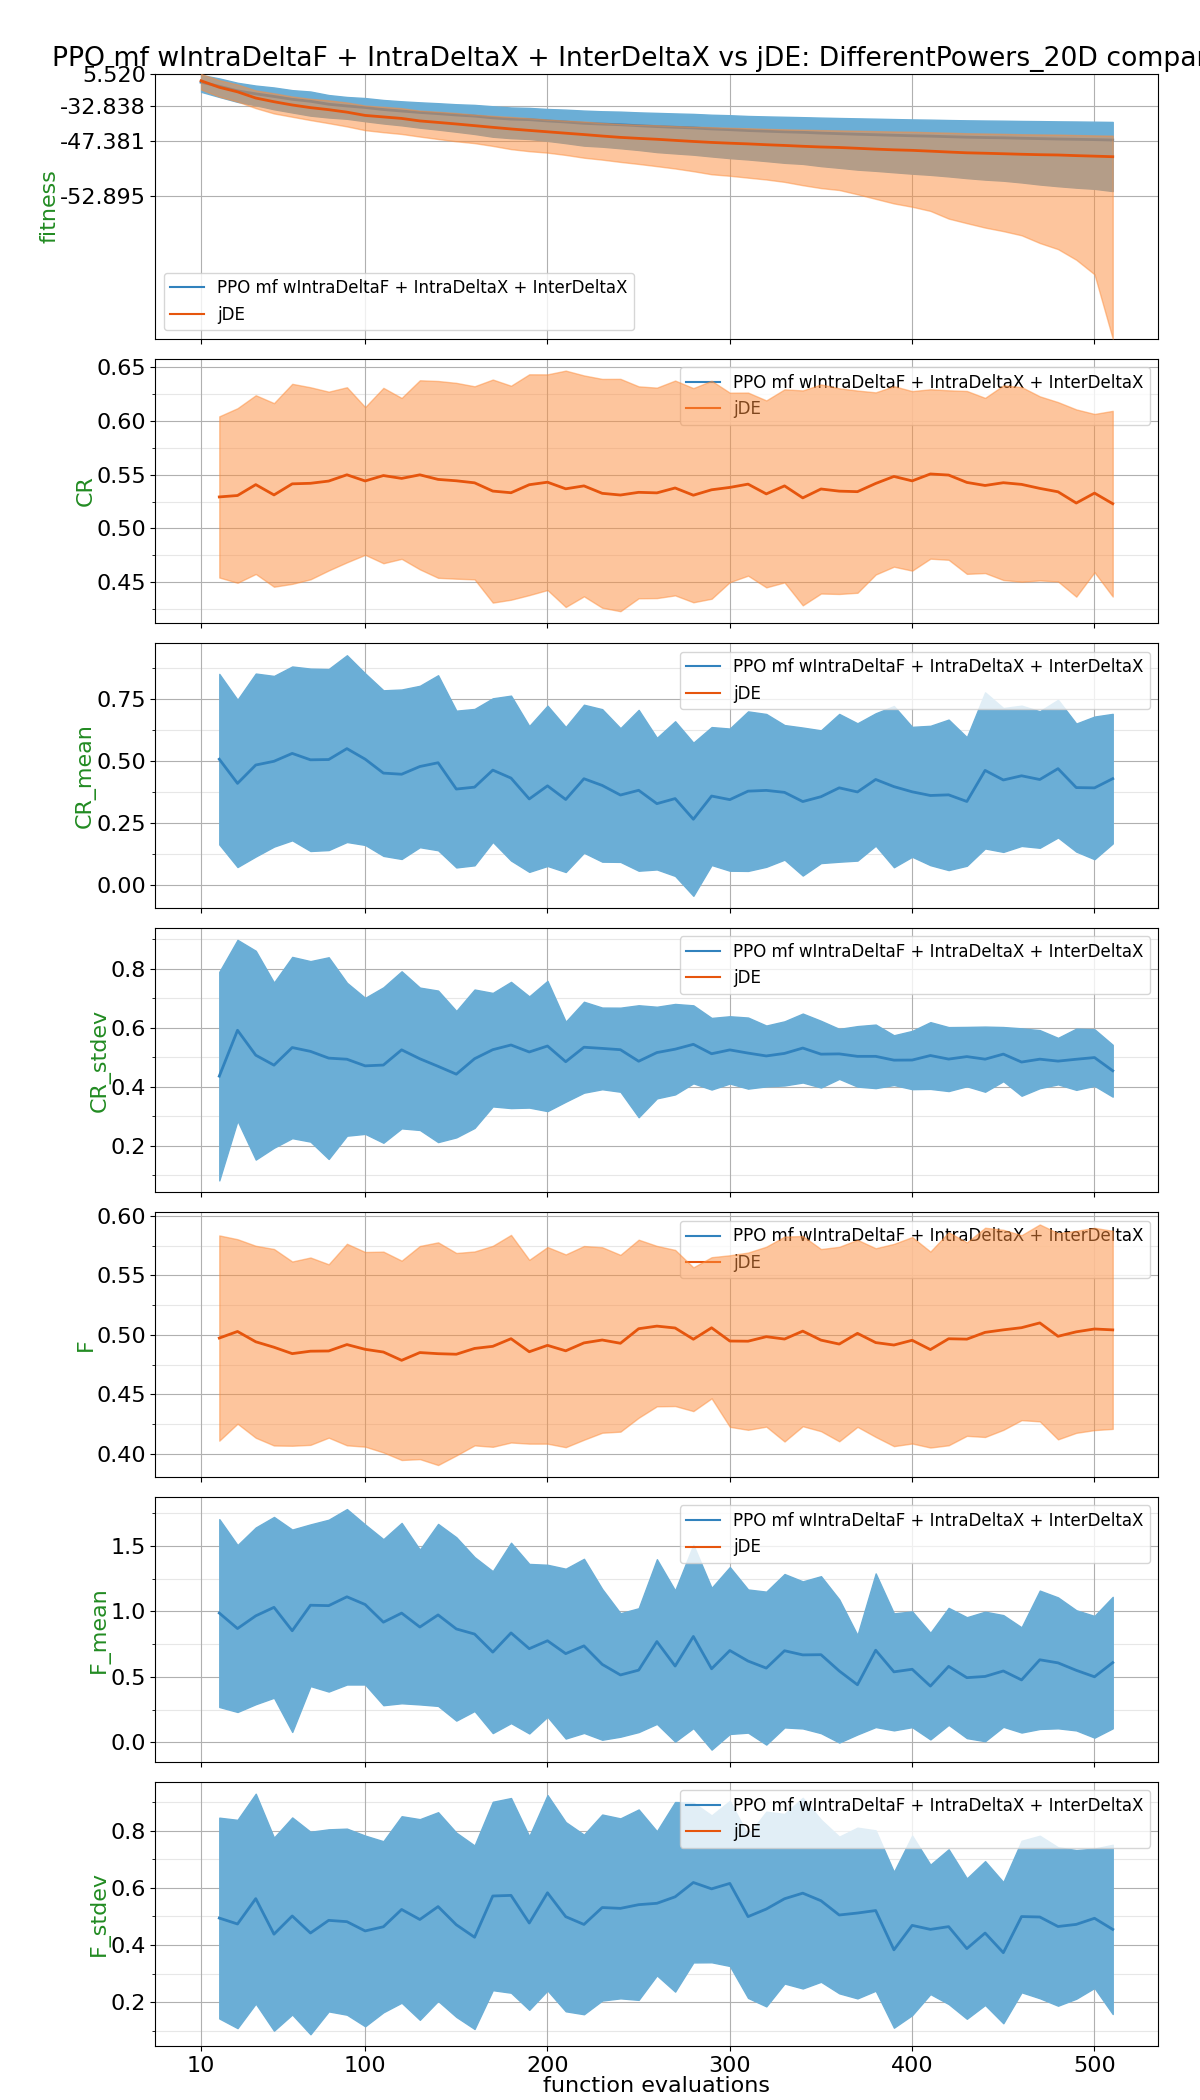 PPO mf wIntraDeltaF + IntraDeltaX + InterDeltaX vs jDE: DifferentPowers_20D compar
5.520
-32.838
-47.381
-52.895
fitness
PPO mf wIntraDeltaF + IntraDeltaX + InterDeltaX
jDE
0.65
0.60
0.55
0.50
0.45
CR
PPO mf wIntraDeltaF + IntraDeltaX + InterDeltaX
jDE
0.75
0.50
0.25
0.00
CR_mean
PPO mf wIntraDeltaF + IntraDeltaX + InterDeltaX
jDE
0.8
0.6
0.4
0.2
CR_stdev
PPO mf wIntraDeltaF + IntraDeltaX + InterDeltaX
jDE
0.60
0.55
0.50
0.45
0.40
F
PPO mf wIntraDeltaF + IntraDeltaX + InterDeltaX
jDE
1.5
1.0
0.5
0.0
F_mean
PPO mf wIntraDeltaF + IntraDeltaX + InterDeltaX
jDE
0.8
0.6
0.4
0.2
F_stdev
PPO mf wIntraDeltaF + IntraDeltaX + InterDeltaX
jDE
10 100 200 300 400 500
function evaluations